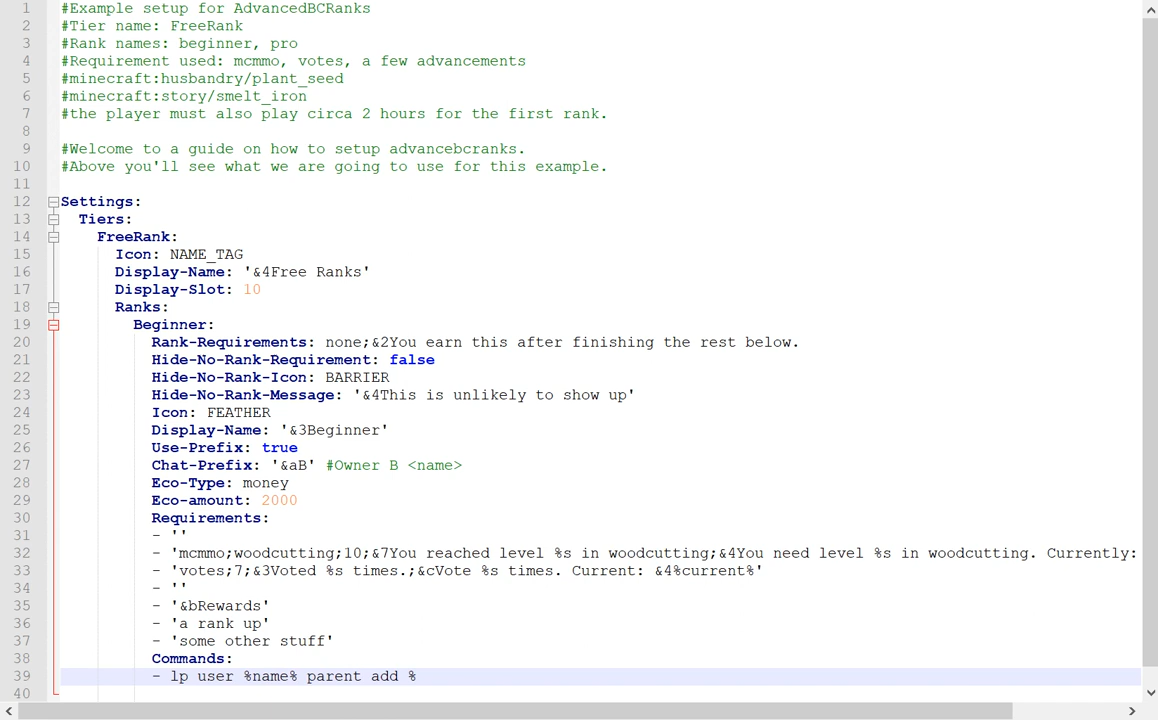 1 #Example setup for AdvancedBCRanks
2 #Tier name: FreeRank
3 #Rank names: beginner, pro
4 #Requirement used: mcmmo, votes, a few advancements
5 #minecraft:husbandry/plant_seed
6 #minecraft:story/smelt_iron
7 #the player must also play circa 2 hours for the first rank.
8
9 #Welcome to a guide on how to setup advancebcranks.
10 #Above you'll see what we are going to use for this example.
11
12 Settings:
13 Tiers:
14 FreeRank:
15 Icon: NAME_TAG
16 Display-Name: '&4Free Ranks'
17 Display-Slot: 10
18 Ranks:
19 Beginner:
20 Rank-Requirements: none;&2You earn this after finishing the rest below.
21 Hide-No-Rank-Requirement: false
22 Hide-No-Rank-Icon: BARRIER
23 Hide-No-Rank-Message: '&4This is unlikely to show up'
24 Icon: FEATHER
25 Display-Name: '&3Beginner'
26 Use-Prefix: true
27 Chat-Prefix: '&aB' #Owner B <name>
28 Eco-Type: money
29 Eco-amount: 2000
30 Requirements:
31 - ''
32 - 'mcmmo;woodcutting;10;&7You reached level %s in woodcutting;&4You need level %s in woodcutting. Currently:
33 - 'votes;7;&3Voted %s times.;&cVote %s times. Current: &4%current%'
34 - ''
35 - '&bRewards'
36 - 'a rank up'
37 - 'some other stuff'
38 Commands:
39 - lp user %name% parent add %
40